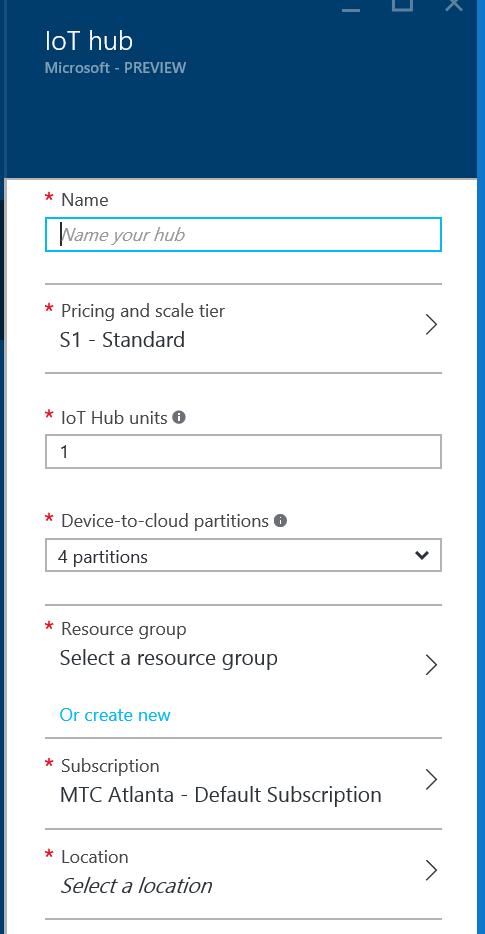 IoT hub
Microsoft - PREVIEW
* Name
Name your hub
* Pricing and scale tier
S1 - Standard
* IoT Hub units
1
* Device-to-cloud partitions
4 partitions
* Resource group
Select a resource group
Or create new
* Subscription
MTC Atlanta - Default Subscription
* Location
Select a location